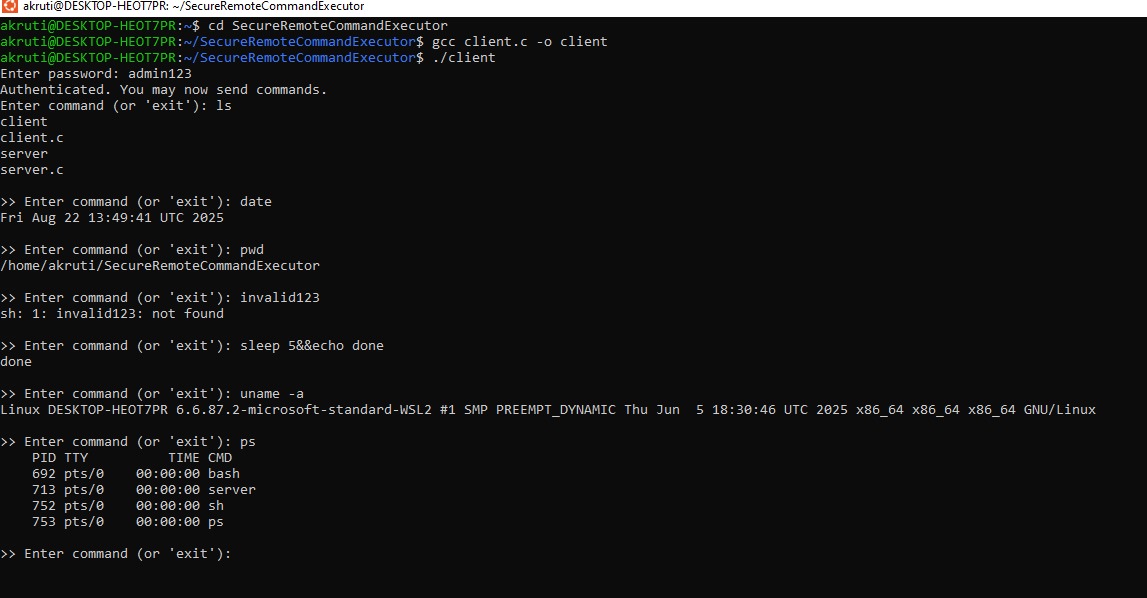 akruti@DESKTOP-HEOT7PR: ~/SecureRemoteCommandExecutor
akruti@DESKTOP-HEOT7PR:~$ cd SecureRemoteCommandExecutor
akruti@DESKTOP-HEOT7PR:~/SecureRemoteCommandExecutor$ gcc client.c -o client
akruti@DESKTOP-HEOT7PR:~/SecureRemoteCommandExecutor$ ./client
Enter password: admin123
Authenticated. You may now send commands.
Enter command (or 'exit'): ls
client
client.c
server
server.c
>> Enter command (or 'exit'): date
Fri Aug 22 13:49:41 UTC 2025
>> Enter command (or 'exit'): pwd
/home/akruti/SecureRemoteCommandExecutor
>> Enter command (or 'exit'): invalid123
sh: 1: invalid123: not found
>> Enter command (or 'exit'): sleep 5&&echo done
done
>> Enter command (or 'exit'): uname -a
Linux DESKTOP-HEOT7PR 6.6.87.2-microsoft-standard-WSL2 #1 SMP PREEMPT_DYNAMIC Thu Jun  5 18:30:46 UTC 2025 x86_64 x86_64 x86_64 GNU/Linux
>> Enter command (or 'exit'): ps
    PID TTY          TIME CMD
    692 pts/0    00:00:00 bash
    713 pts/0    00:00:00 server
    752 pts/0    00:00:00 sh
    753 pts/0    00:00:00 ps
>> Enter command (or 'exit'):